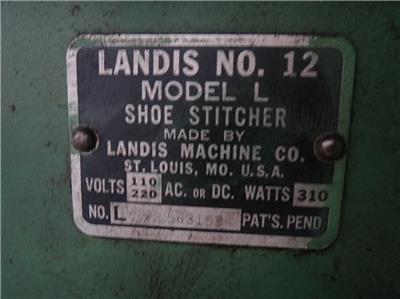 LANDIS NO. 12
MODEL L
SHOE STITCHER
MADE BY
LANDIS MACHINE CO.
ST. LOUIS, MO. U.S.A.
VOLTS 110 220 AC. OR DC. WATTS 310
NO. L PAT'S. PEND.